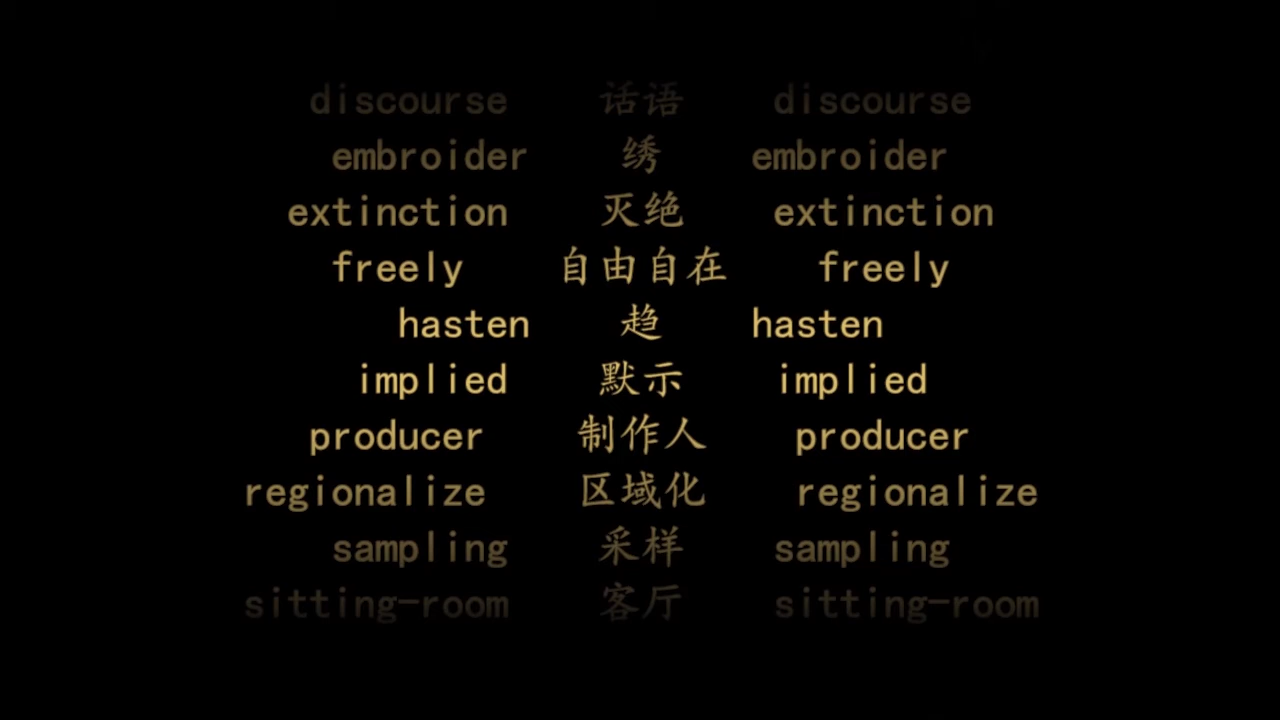 discourse 话语 discourse
embroider 绣 embroider
extinction 灭绝 extinction
freely 自由自在 freely
hasten 趋 hasten
implied 默示 implied
producer 制作人 producer
regionalize 区域化 regionalize
sampling 采样 sampling
sitting-room 客厅 sitting-room